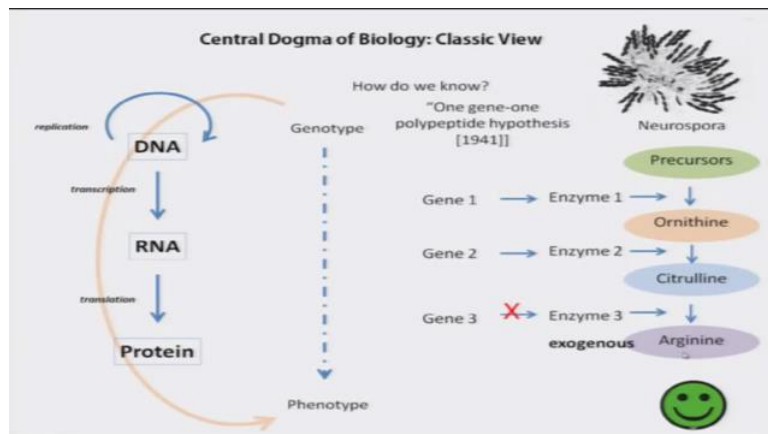 Central Dogma of Biology: Classic View
How do we know?
"One gene-one
polypeptide hypothesis
[1941]]
Neurospora
replication
DNA
Genotype
Precursors
transcription
Gene 1
Enzyme 1
Ornithine
RNA
Gene 2
Enzyme 2
Citrulline
translation
Gene 3
X
Enzyme 3
Protein
exogenous
Arginine
Phenotype